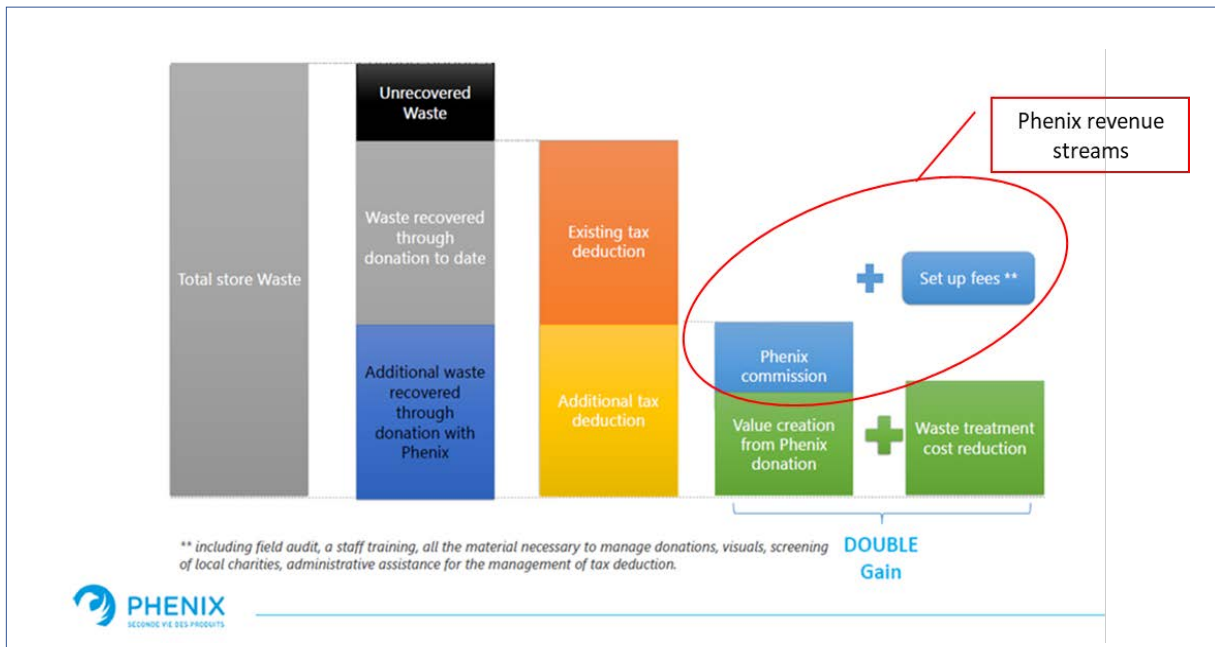 Unrecovered
Waste
Phenix revenue
streams
Total store Waste
Waste recovered
through
donation to date
Existing tax
deduction
Set up fees **
Additional waste
recovered
through
donation with
Phenix
Additional tax
deduction
Phenix
commission
Value creation
from Phenix
donation
Waste treatment
cost reduction
** including field audit, a staff training, all the material necessary to manage donations, visuals, screening
of local charities, administrative assistance for the management of tax deduction.
DOUBLE
Gain
PHENIX
SECONDE VIE DES PRODUITS